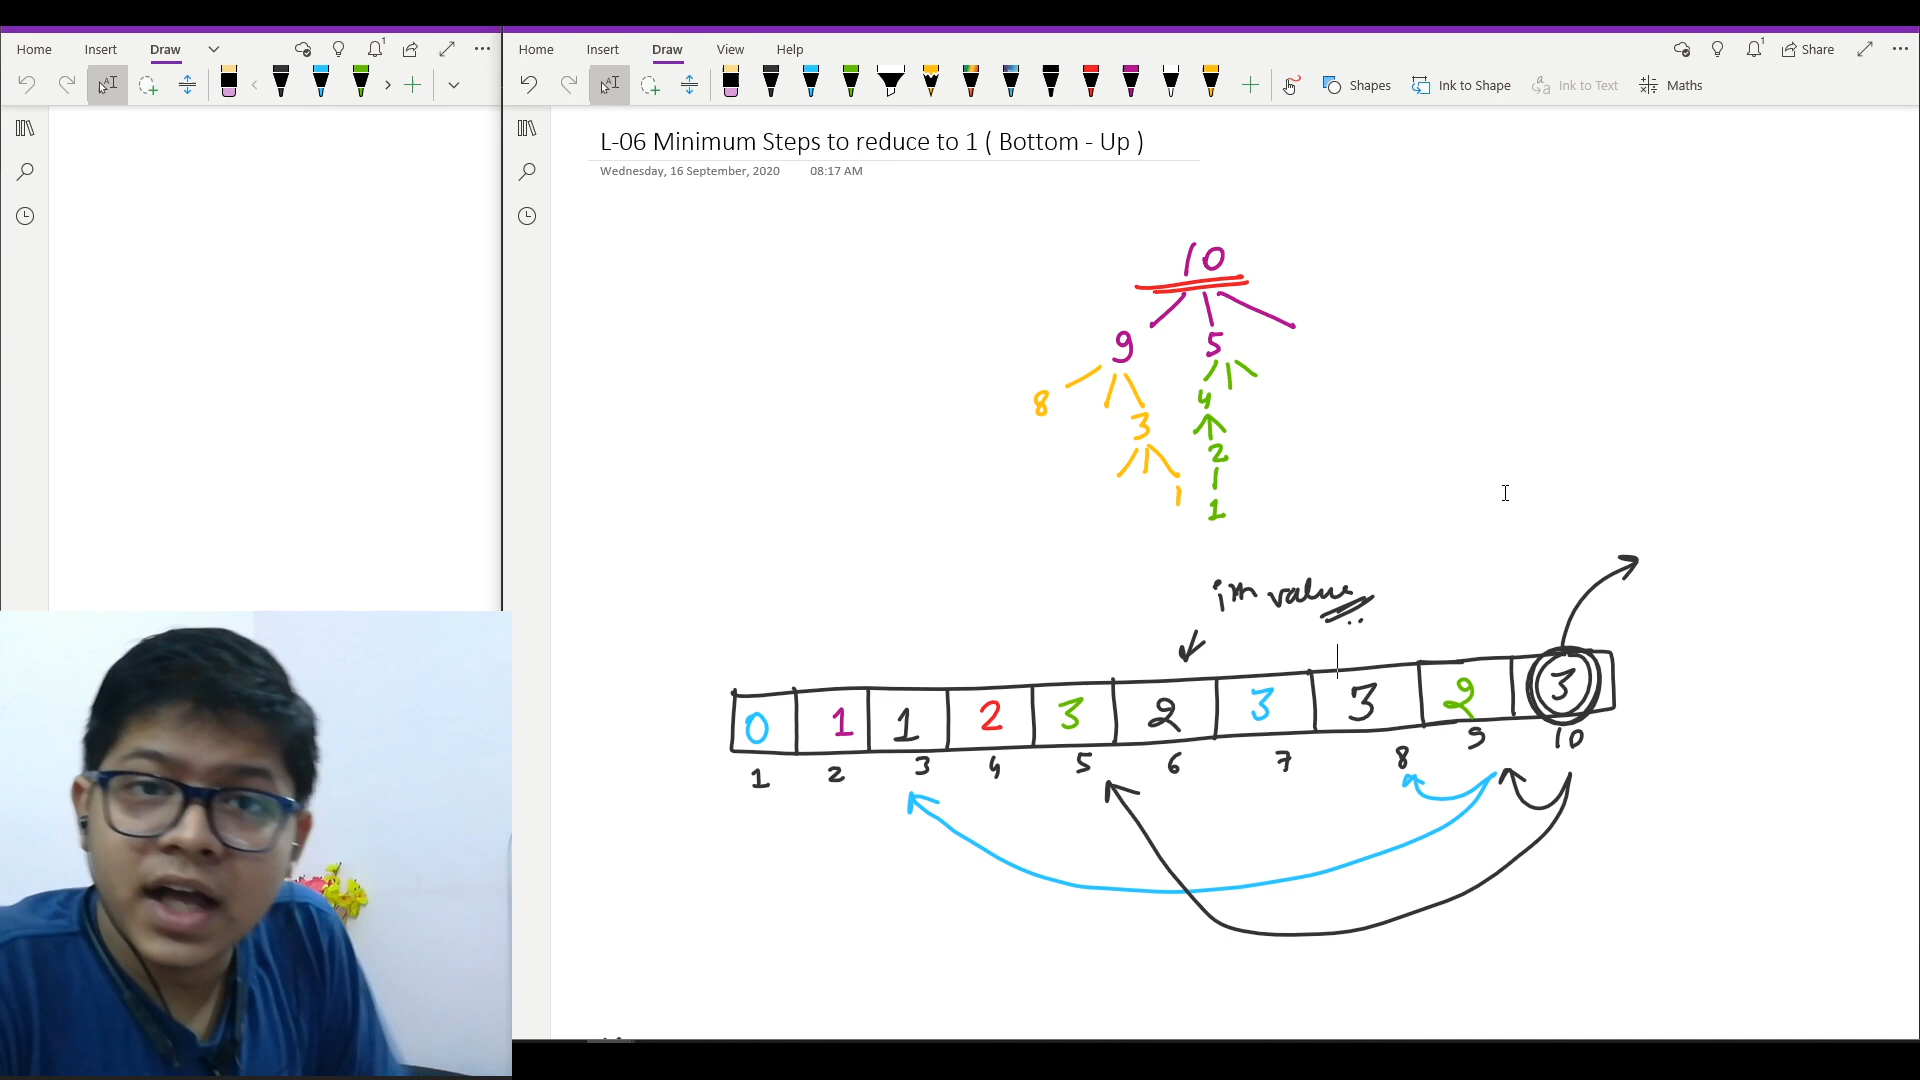 Home Insert Draw
Home Insert Draw View Help
1
1 Share
Shapes Ink to Shape Ink to Text Maths
L-06 Minimum Steps to reduce to 1 ( Bottom - Up )
Wednesday, 16 September, 2020 08:17 AM
10
9 5
8 3 4
2
1 1
ith value
0 1 1 2 3 2 3 3 2 3
1 2 3 4 5 6 7 8 9 10